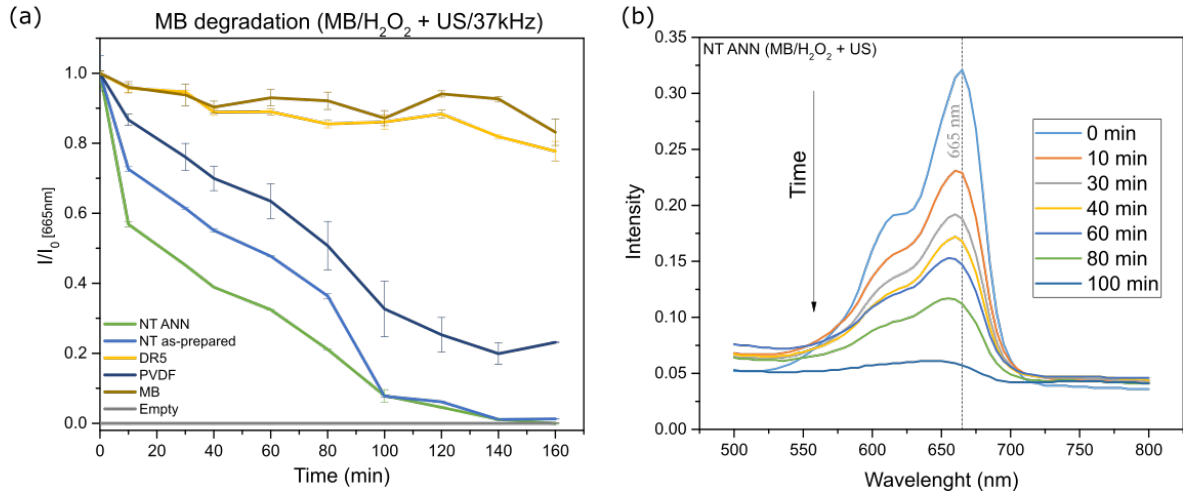 (a)
MB degradation (MB/H₂O₂ + US/37kHz)
1.0
0.8
0.6
0.4
0.2
0.0
I/I₀ [665nm]
NT ANN
NT as-prepared
DR5
PVDF
MB
Empty
0 20 40 60 80 100 120 140 160
Time (min)
(b)
0.35
0.30
0.25
0.20
0.15
0.10
0.05
0.00
Intensity
NT ANN (MB/H₂O₂ + US)
Time
665 nm
0 min
10 min
30 min
40 min
60 min
80 min
100 min
500 550 600 650 700 750 800
Wavelenght (nm)